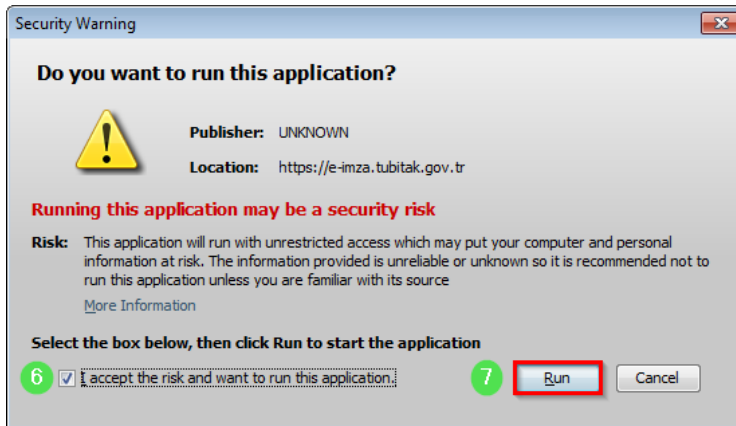 Security Warning
Do you want to run this application?
Publisher: UNKNOWN
Location: https://e-imza.tubitak.gov.tr
Running this application may be a security risk
Risk: This application will run with unrestricted access which may put your computer and personal
information at risk. The information provided is unreliable or unknown so it is recommended not to
run this application unless you are familiar with its source
More Information
Select the box below, then click Run to start the application
6 I accept the risk and want to run this application. 7 Run Cancel